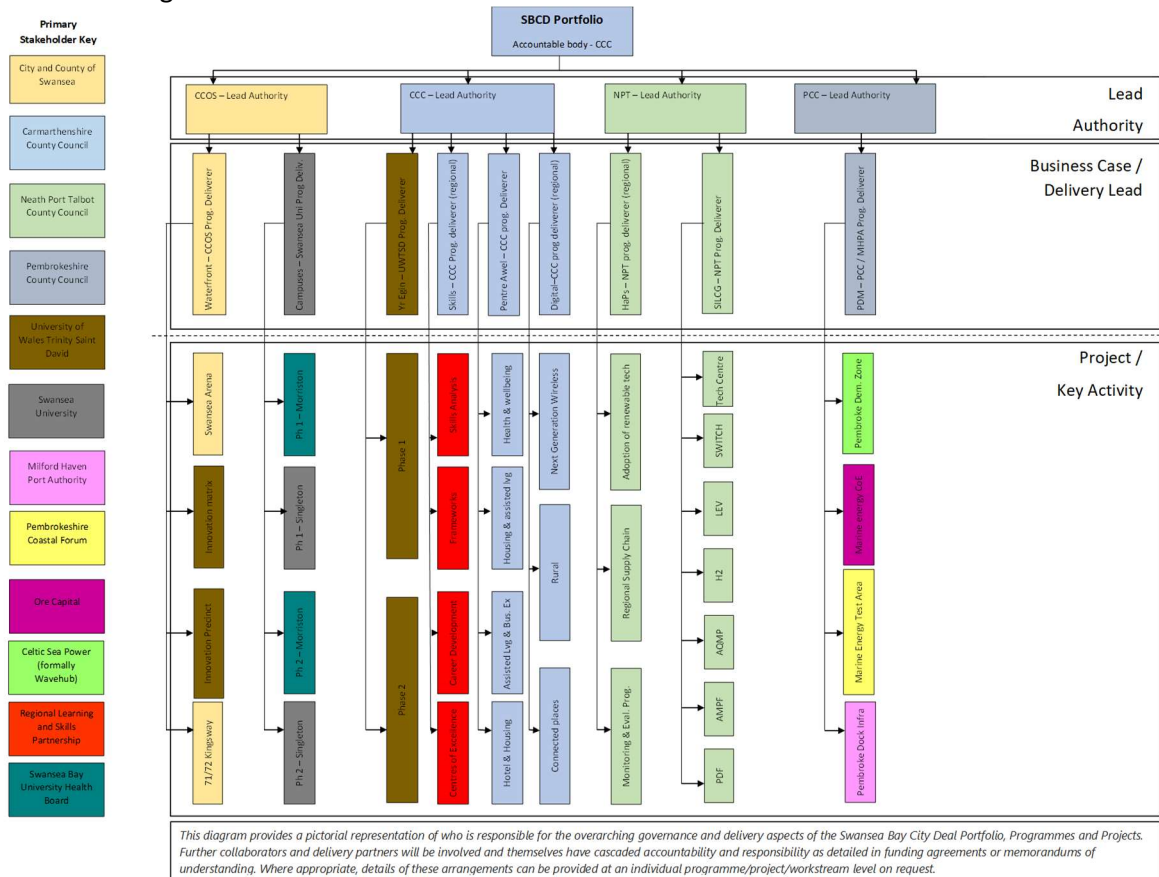 SBCD Portfolio
Accountable body - CCC
Primary
Stakeholder Key
City and County of
Swansea
Carmarthenshire
County Council
Neath Port Talbot
County Council
Pembrokeshire
County Council
University of
Wales Trinity Saint
David
Swansea
University
Milford Haven
Port Authority
Pembrokeshire
Coastal Forum
Ore Capital
Celtic Sea Power
(formally
Wavehub)
Regional Learning
and Skills
Partnership
Swansea Bay
University Health
Board
CCOS – Lead Authority
CCC – Lead Authority
NPT – Lead Authority
PCC – Lead Authority
Lead
Authority
Waterfront – CCOS Prog. Deliverer
Campuses – Swansea Uni Prog Deliv.
Yr Egin – UWTSD Prog. Deliverer
Skills – CCC Prog. deliverer (regional)
Pentre Awel – CCC prog. Deliverer
Digital–CCC prog deliverer (regional)
HaPs – NPT prog. deliverer (regional)
SILCG – NPT Prog. Deliverer
PDM – PCC / MHPA Prog. Deliverer
Business Case /
Delivery Lead
Swansea Arena
Innovation matrix
Innovation Precinct
71/72 Kingsway
Ph 1 – Morriston
Ph 1 – Singleton
Ph 2 – Morriston
Ph 2 – Singleton
Phase 1
Phase 2
Skills Analysis
Frameworks
Career Development
Centres of Excellence
Health & wellbeing
Housing & assisted lvg
Assisted Lvg & Bus. Ex
Hotel & Housing
Next Generation Wireless
Rural
Connected places
Adoption of renewable tech
Regional Supply Chain
Monitoring & Eval. Prog.
Tech Centre
SWITCH
LEV
H2
AQMP
AMPF
PDF
Pembroke Dem. Zone
Marine energy CoE
Marine Energy Test Area
Pembroke Dock Infra
Project /
Key Activity
This diagram provides a pictorial representation of who is responsible for the overarching governance and delivery aspects of the Swansea Bay City Deal Portfolio, Programmes and Projects.
Further collaborators and delivery partners will be involved and themselves have cascaded accountability and responsibility as detailed in funding agreements or memorandums of
understanding. Where appropriate, details of these arrangements can be provided at an individual programme/project/workstream level on request.